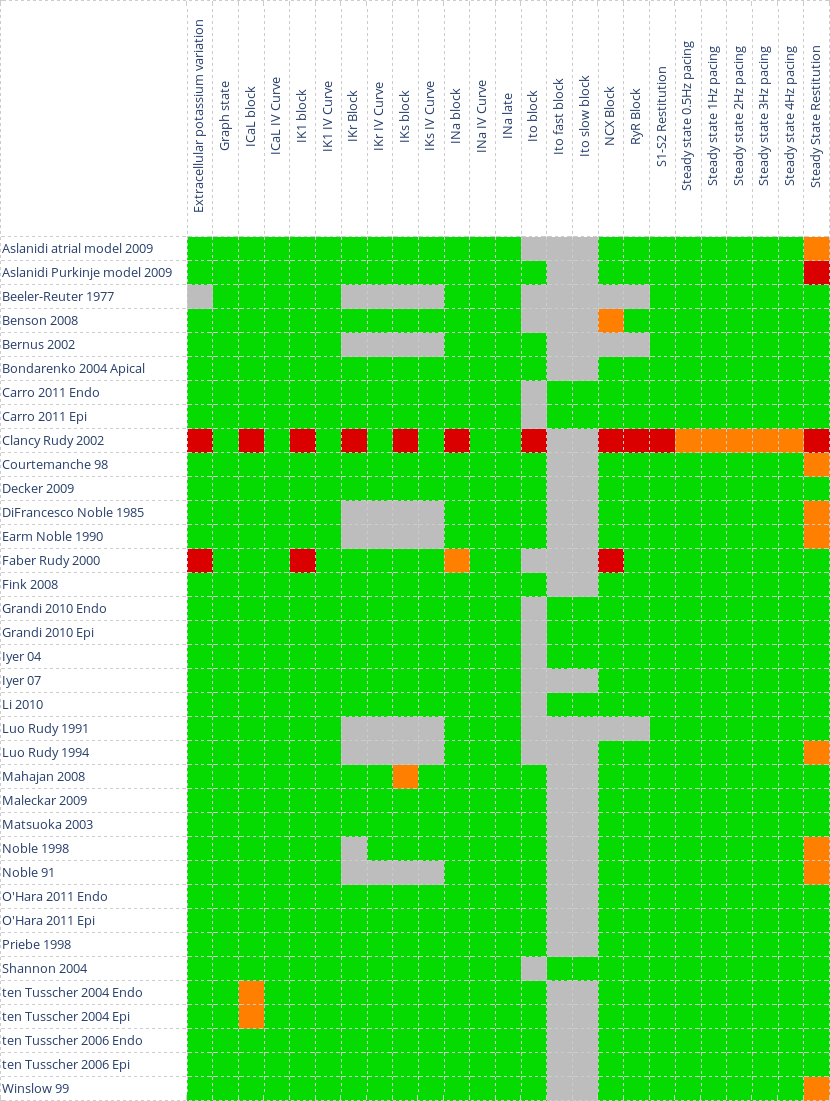 Extracellular potassium variation
Graph state
ICaL block
ICaL IV Curve
IK1 block
IK1 IV Curve
IKr Block
IKr IV Curve
IKs block
IKs IV Curve
INa block
INa IV Curve
INa late
Ito block
Ito fast block
Ito slow block
NCX Block
RyR Block
S1-S2 Restitution
Steady state 0.5Hz pacing
Steady state 1Hz pacing
Steady state 2Hz pacing
Steady state 3Hz pacing
Steady state 4Hz pacing
Steady State Restitution
Aslanidi atrial model 2009
Aslanidi Purkinje model 2009
Beeler-Reuter 1977
Benson 2008
Bernus 2002
Bondarenko 2004 Apical
Carro 2011 Endo
Carro 2011 Epi
Clancy Rudy 2002
Courtemanche 98
Decker 2009
DiFrancesco Noble 1985
Earm Noble 1990
Faber Rudy 2000
Fink 2008
Grandi 2010 Endo
Grandi 2010 Epi
Iyer 04
Iyer 07
Li 2010
Luo Rudy 1991
Luo Rudy 1994
Mahajan 2008
Maleckar 2009
Matsuoka 2003
Noble 1998
Noble 91
O'Hara 2011 Endo
O'Hara 2011 Epi
Priebe 1998
Shannon 2004
ten Tusscher 2004 Endo
ten Tusscher 2004 Epi
ten Tusscher 2006 Endo
ten Tusscher 2006 Epi
Winslow 99